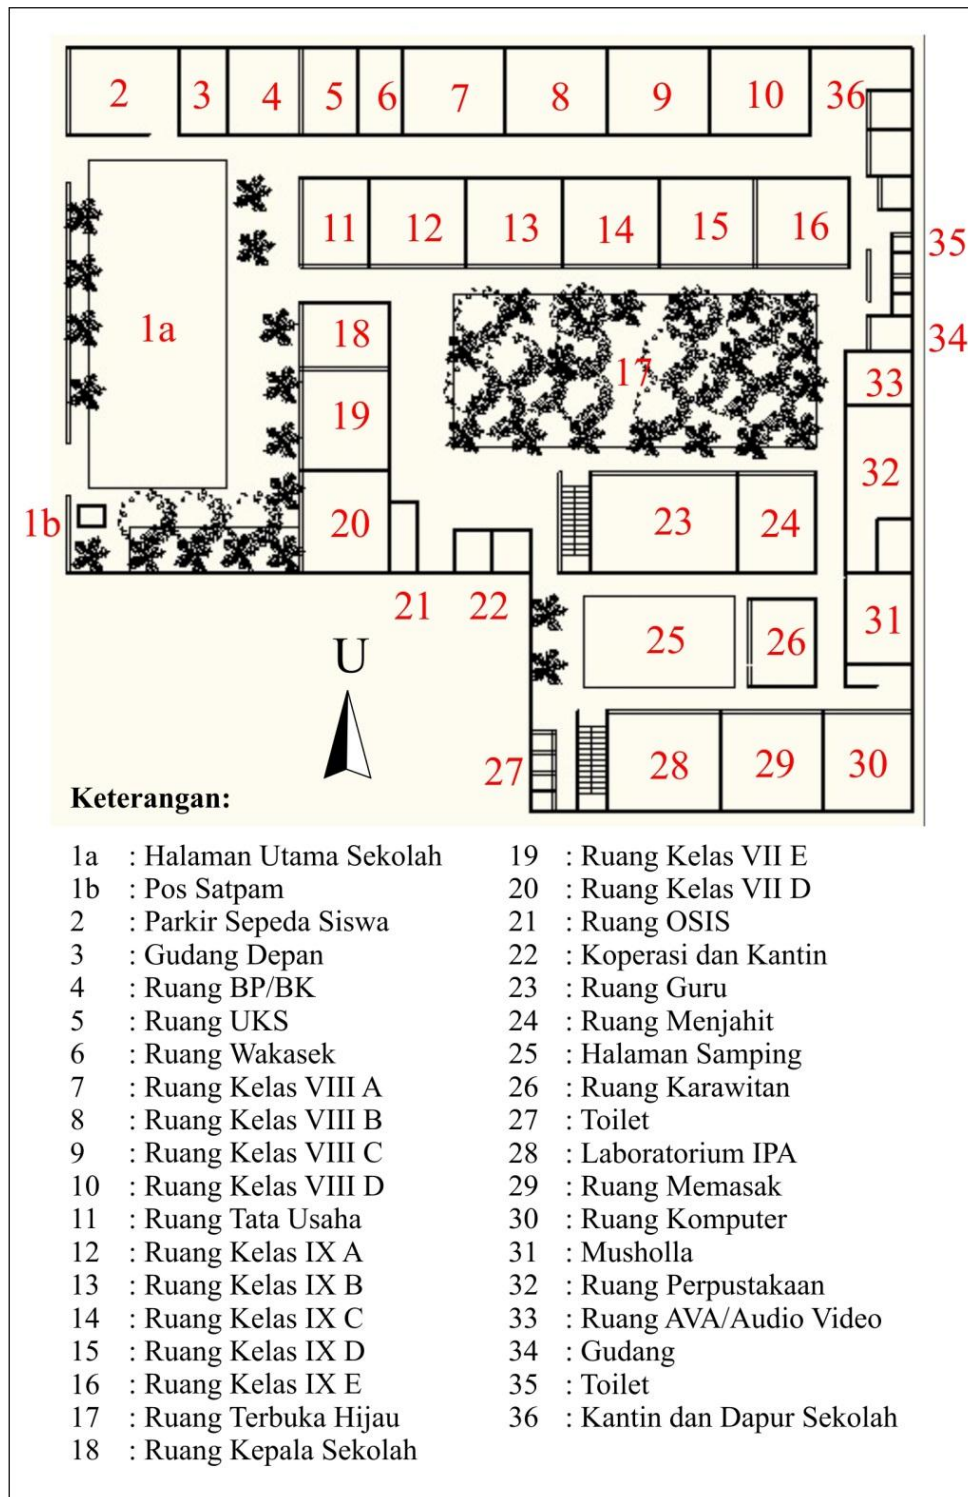 2 3 4 5 6 7 8 9 10 36
11 12 13 14 15 16
35
1a
18
17
34
33
19
32
1b
20
23
24
21
22
25
26
31
U
27
28
29
30
Keterangan:
1a : Halaman Utama Sekolah
1b : Pos Satpam
2 : Parkir Sepeda Siswa
3 : Gudang Depan
4 : Ruang BP/BK
5 : Ruang UKS
6 : Ruang Wakasek
7 : Ruang Kelas VIII A
8 : Ruang Kelas VIII B
9 : Ruang Kelas VIII C
10 : Ruang Kelas VIII D
11 : Ruang Tata Usaha
12 : Ruang Kelas IX A
13 : Ruang Kelas IX B
14 : Ruang Kelas IX C
15 : Ruang Kelas IX D
16 : Ruang Kelas IX E
17 : Ruang Terbuka Hijau
18 : Ruang Kepala Sekolah
19 : Ruang Kelas VII E
20 : Ruang Kelas VII D
21 : Ruang OSIS
22 : Koperasi dan Kantin
23 : Ruang Guru
24 : Ruang Menjahit
25 : Halaman Samping
26 : Ruang Karawitan
27 : Toilet
28 : Laboratorium IPA
29 : Ruang Memasak
30 : Ruang Komputer
31 : Musholla
32 : Ruang Perpustakaan
33 : Ruang AVA/Audio Video
34 : Gudang
35 : Toilet
36 : Kantin dan Dapur Sekolah